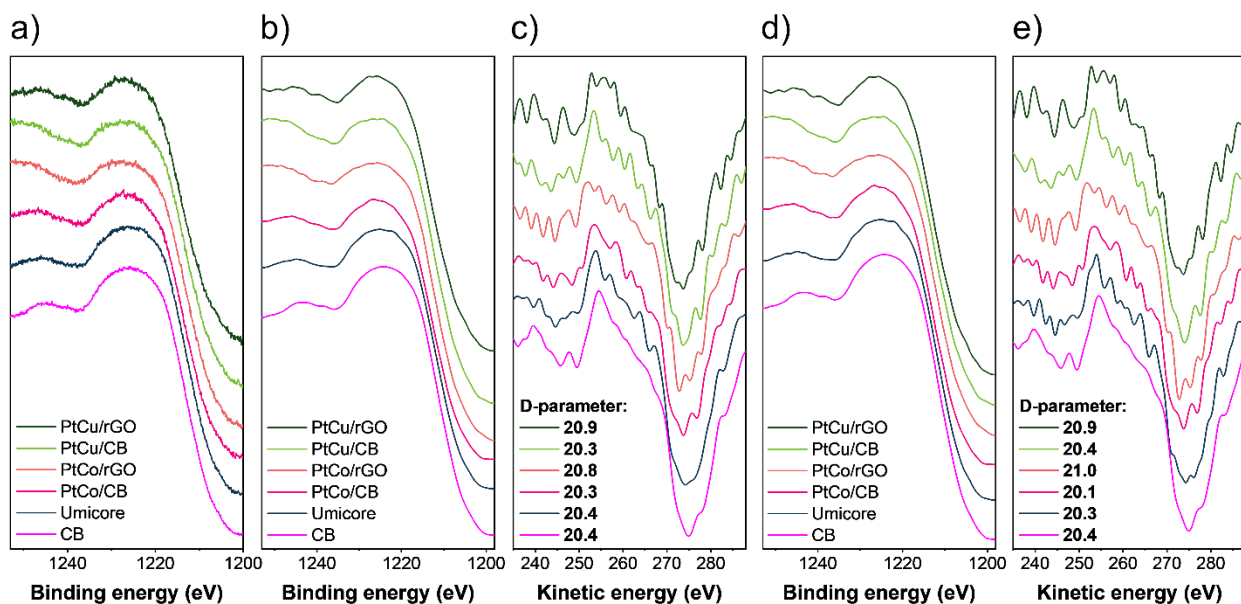 a)
b)
c)
d)
e)
PtCu/rGO
PtCu/CB
PtCo/rGO
PtCo/CB
Umicore
CB
1240
1220
1200
Binding energy (eV)
PtCu/rGO
PtCu/CB
PtCo/rGO
PtCo/CB
Umicore
CB
1240
1220
1200
Binding energy (eV)
D-parameter:
20.9
20.3
20.8
20.3
20.4
20.4
240 250 260 270 280
Kinetic energy (eV)
PtCu/rGO
PtCu/CB
PtCo/rGO
PtCo/CB
Umicore
CB
1240
1220
1200
Binding energy (eV)
D-parameter:
20.9
20.4
21.0
20.1
20.3
20.4
240 250 260 270 280
Kinetic energy (eV)